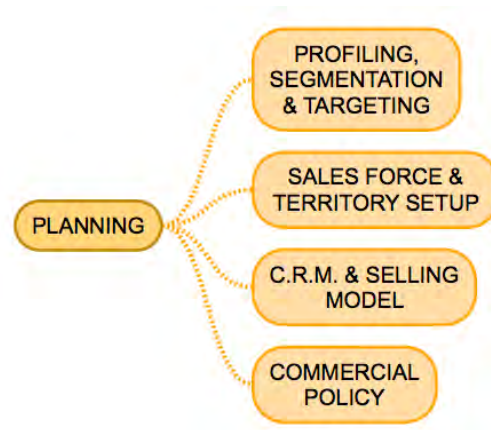 PROFILING,
SEGMENTATION
& TARGETING
SALES FORCE &
TERRITORY SETUP
PLANNING
C.R.M. & SELLING
MODEL
COMMERCIAL
POLICY